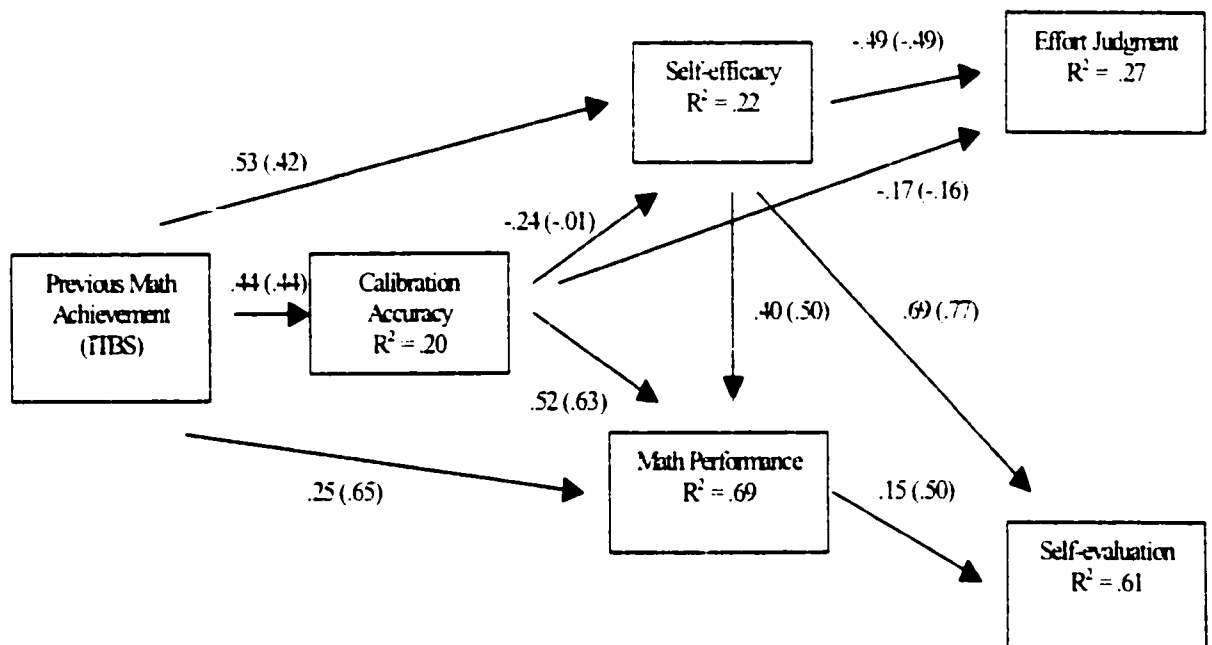 Effort Judgment
R² = .27
-.49 (-.49)
Self-efficacy
R² = .22
.53 (.42)
-.17 (-.16)
-.24 (-.01)
Previous Math
Achievement
(ITBS)
.44 (.44)
Calibration
Accuracy
R² = .20
.40 (.50)
.69 (.77)
.52 (.63)
Math Performance
R² = .69
.25 (.65)
.15 (.50)
Self-evaluation
R² = .61